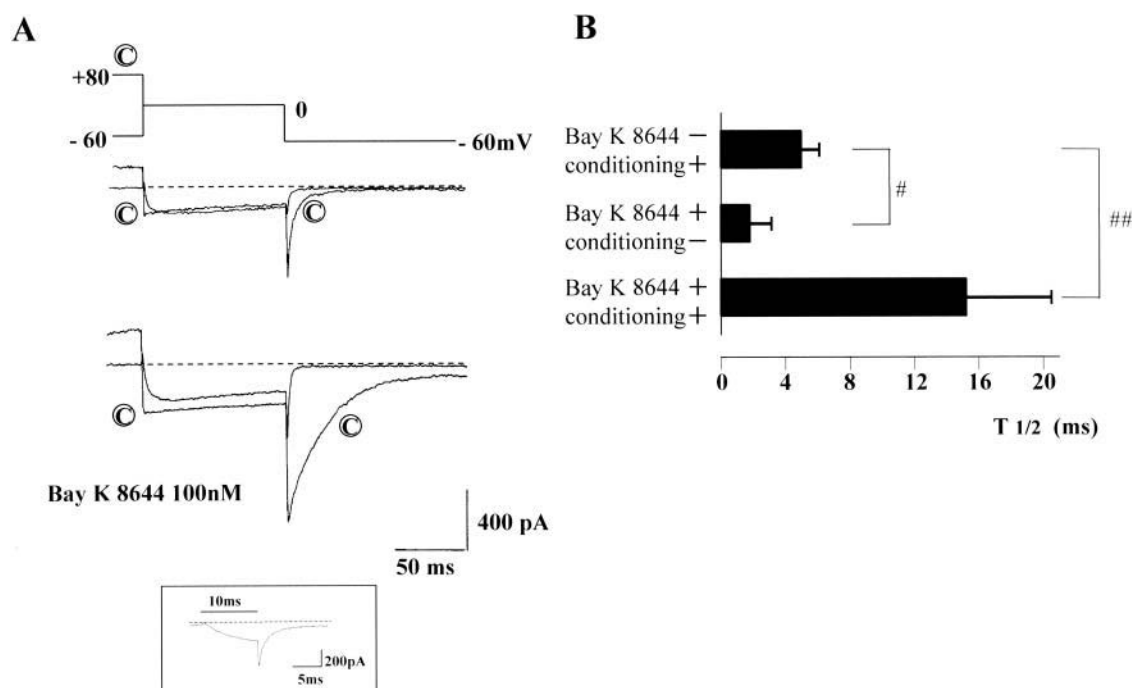 A
Ⓒ
+80
0
- 60
- 60mV
Ⓒ
Ⓒ
Ⓒ
Ⓒ
Bay K 8644 100nM
400 pA
50 ms
10ms
200pA
5ms
B
Bay K 8644 −
conditioning +
#
Bay K 8644 +
conditioning −
##
Bay K 8644 +
conditioning +
0 4 8 12 16 20
T 1/2 (ms)